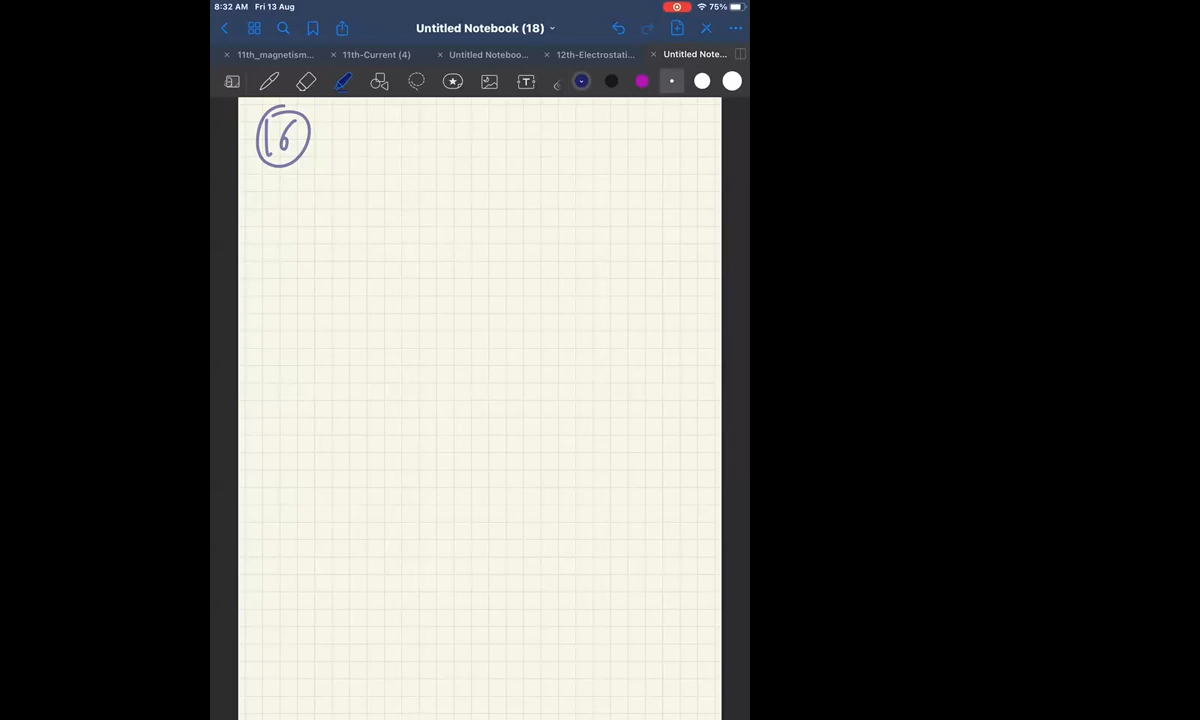 8:32 AM Fri 13 Aug 75%
Untitled Notebook (18)
11th_magnetism... 11th-Current (4) Untitled Noteboo... 12th-Electrostati... Untitled Note...
16